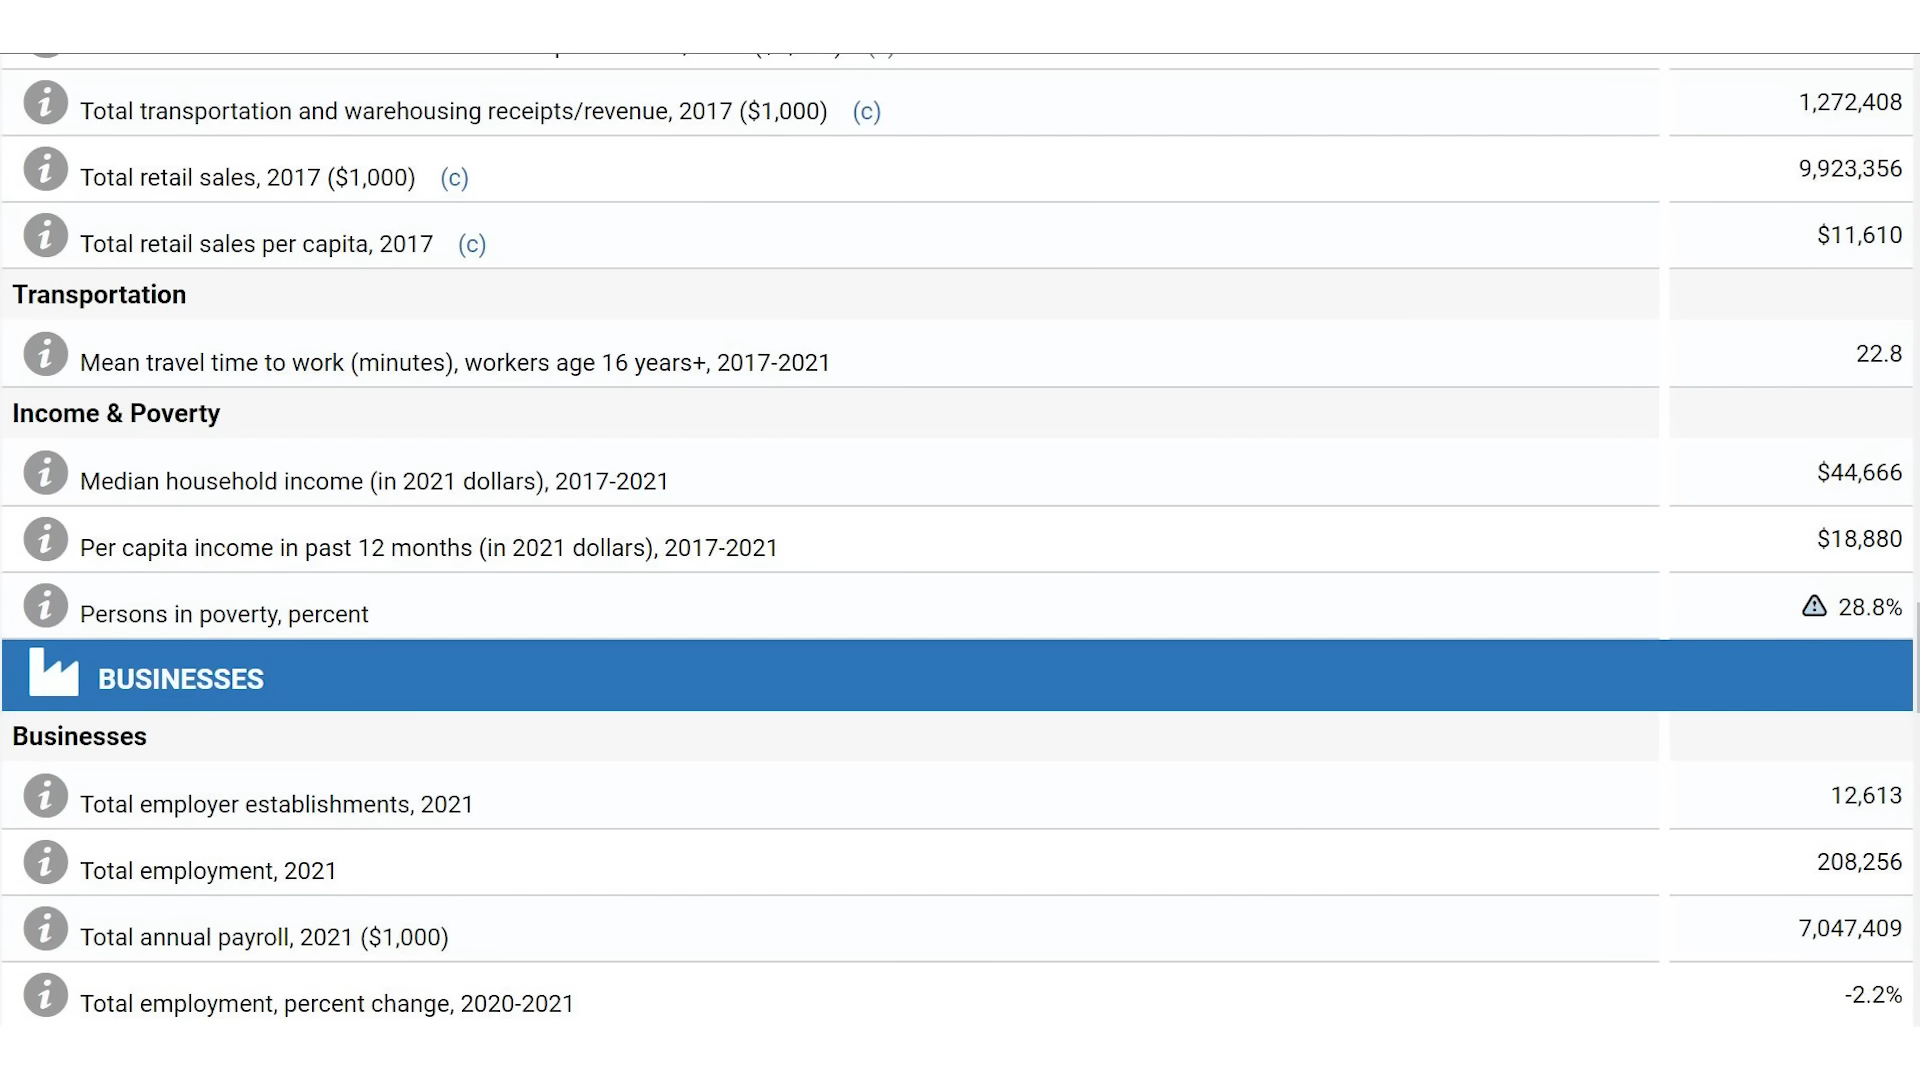 Total transportation and warehousing receipts/revenue, 2017 ($1,000) (c) 1,272,408
Total retail sales, 2017 ($1,000) (c) 9,923,356
Total retail sales per capita, 2017 (c) $11,610
Transportation
Mean travel time to work (minutes), workers age 16 years+, 2017-2021 22.8
Income & Poverty
Median household income (in 2021 dollars), 2017-2021 $44,666
Per capita income in past 12 months (in 2021 dollars), 2017-2021 $18,880
Persons in poverty, percent 28.8%
BUSINESSES
Businesses
Total employer establishments, 2021 12,613
Total employment, 2021 208,256
Total annual payroll, 2021 ($1,000) 7,047,409
Total employment, percent change, 2020-2021 -2.2%